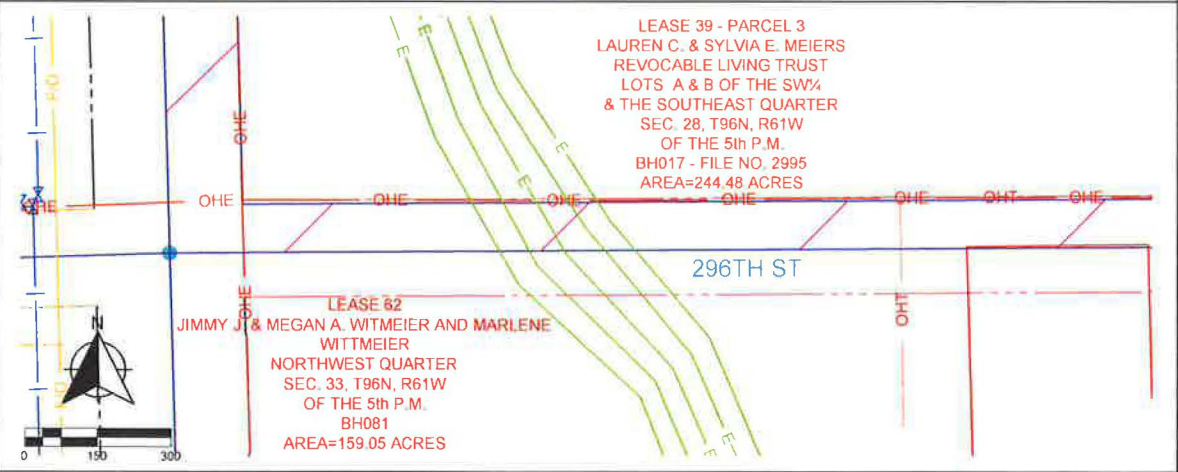 LEASE 39 - PARCEL 3
LAUREN C. & SYLVIA E. MEIERS
REVOCABLE LIVING TRUST
LOTS A & B OF THE SW¼
& THE SOUTHEAST QUARTER
SEC. 28, T96N, R61W
OF THE 5th P.M.
BH017 - FILE NO. 2995
AREA=244.48 ACRES
F/O
OHE
E
E
E
E
E
OHE
OHE
OHE
OHE
OHE
OHE
OHT
OHE
296TH ST
OHE
OHT
LEASE 62
JIMMY J. & MEGAN A. WITMEIER AND MARLENE
WITTMEIER
NORTHWEST QUARTER
SEC. 33, T96N, R61W
OF THE 5th P.M.
BH081
AREA=159.05 ACRES
N
F/O
E
E
E
E
E
0 150 300